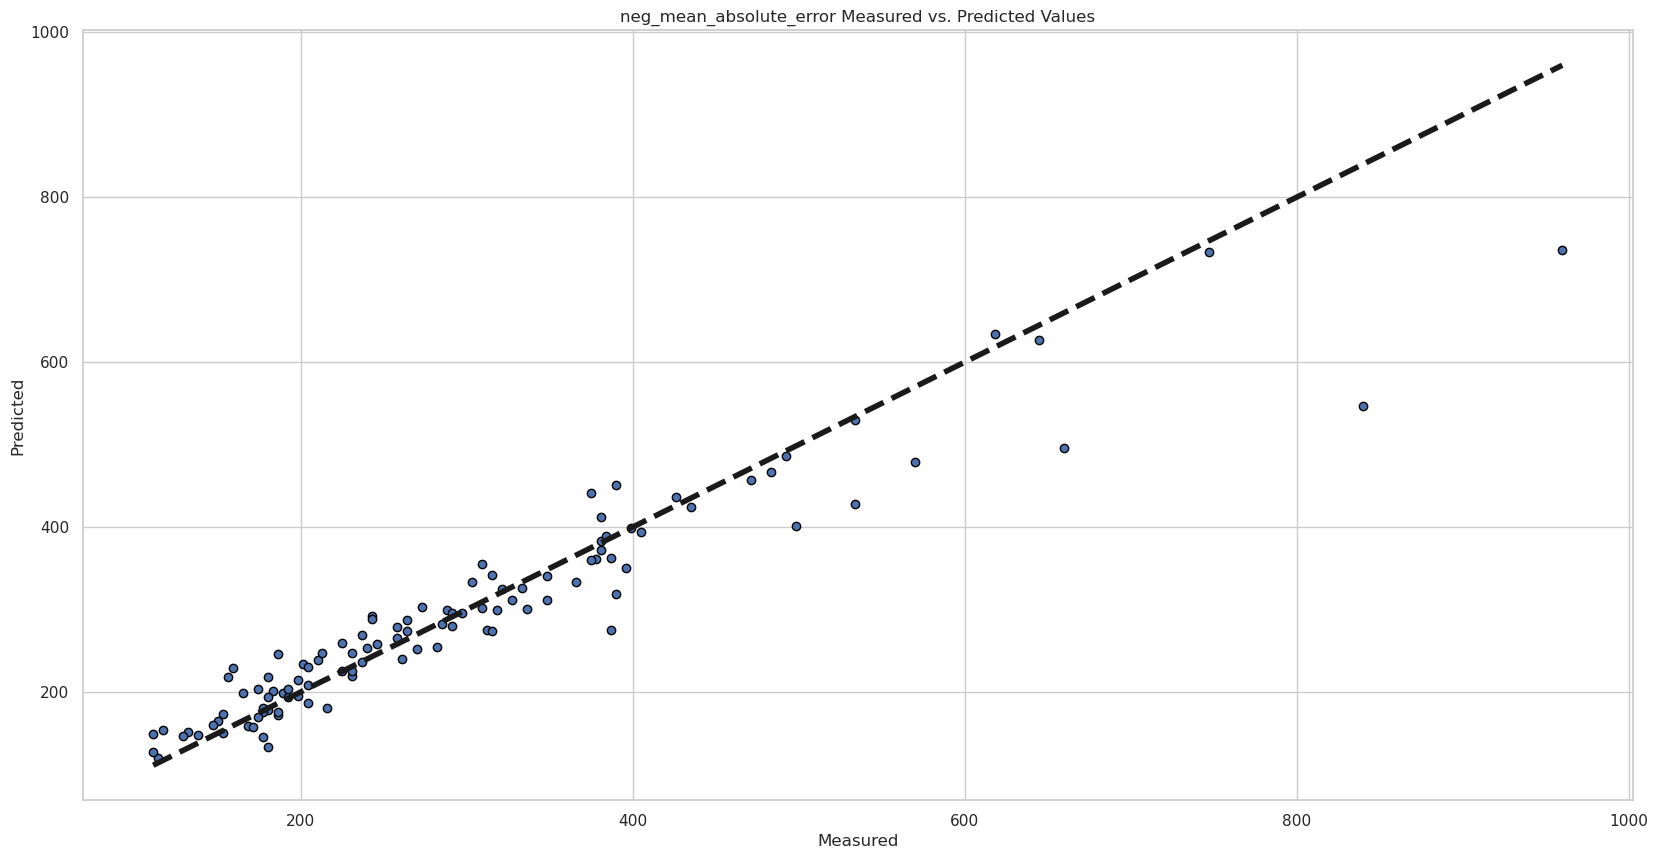 neg_mean_absolute_error Measured vs. Predicted Values
1000
800
600
400
200
Predicted
200 400 600 800 1000
Measured